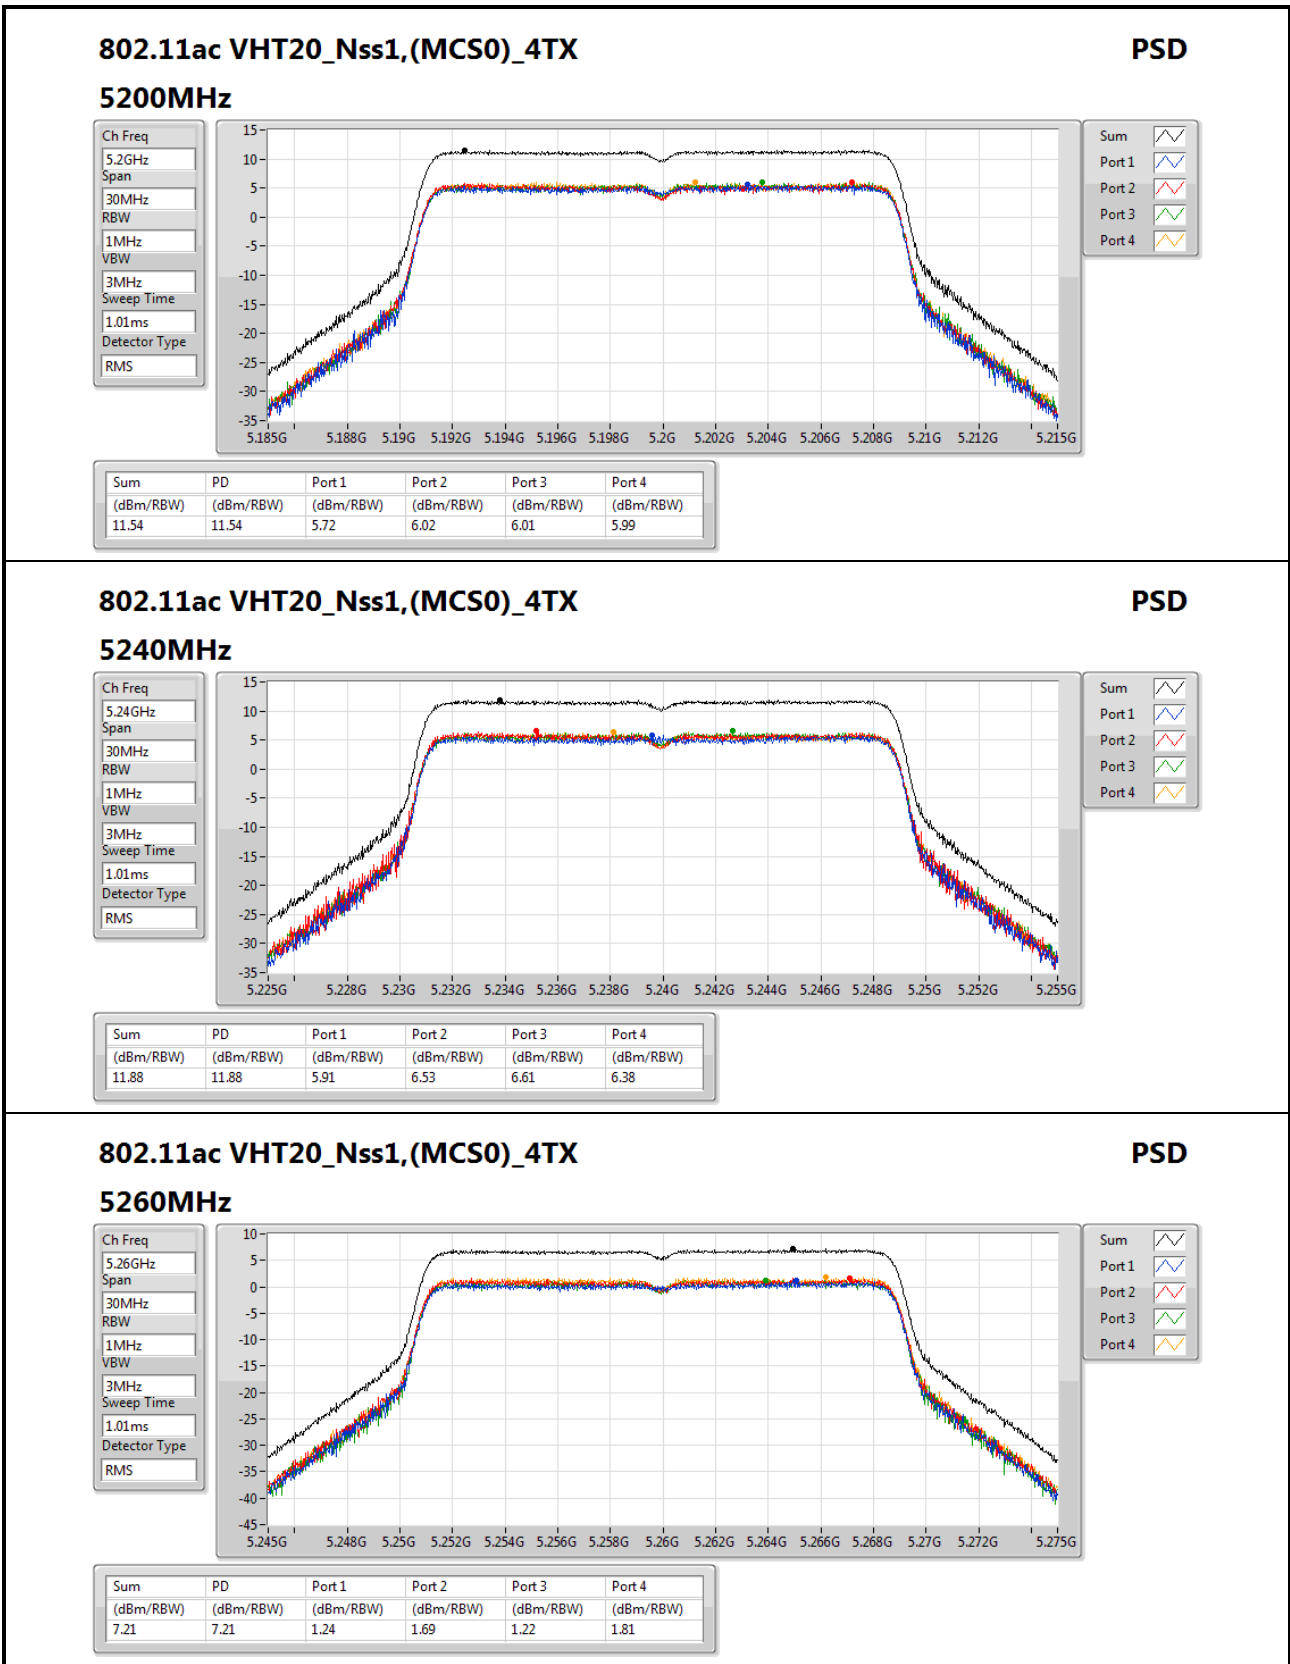 802.11ac VHT20_Nss1,(MCS0)_4TX PSD
5200MHz
Ch Freq
5.2GHz
Span
30MHz
RBW
1MHz
VBW
3MHz
Sweep Time
1.01ms
Detector Type
RMS
15
10
5
0
-5
-10
-15
-20
-25
-30
-35
5.185G 5.188G 5.19G 5.192G 5.194G 5.196G 5.198G 5.2G 5.202G 5.204G 5.206G 5.208G 5.21G 5.212G 5.215G
Sum
Port 1
Port 2
Port 3
Port 4
Sum PD Port 1 Port 2 Port 3 Port 4
(dBm/RBW) (dBm/RBW) (dBm/RBW) (dBm/RBW) (dBm/RBW) (dBm/RBW)
11.54 11.54 5.72 6.02 6.01 5.99
802.11ac VHT20_Nss1,(MCS0)_4TX PSD
5240MHz
Ch Freq
5.24GHz
Span
30MHz
RBW
1MHz
VBW
3MHz
Sweep Time
1.01ms
Detector Type
RMS
15
10
5
0
-5
-10
-15
-20
-25
-30
-35
5.225G 5.228G 5.23G 5.232G 5.234G 5.236G 5.238G 5.24G 5.242G 5.244G 5.246G 5.248G 5.25G 5.252G 5.255G
Sum
Port 1
Port 2
Port 3
Port 4
Sum PD Port 1 Port 2 Port 3 Port 4
(dBm/RBW) (dBm/RBW) (dBm/RBW) (dBm/RBW) (dBm/RBW) (dBm/RBW)
11.88 11.88 5.91 6.53 6.61 6.38
802.11ac VHT20_Nss1,(MCS0)_4TX PSD
5260MHz
Ch Freq
5.26GHz
Span
30MHz
RBW
1MHz
VBW
3MHz
Sweep Time
1.01ms
Detector Type
RMS
10
5
0
-5
-10
-15
-20
-25
-30
-35
-40
-45
5.245G 5.248G 5.25G 5.252G 5.254G 5.256G 5.258G 5.26G 5.262G 5.264G 5.266G 5.268G 5.27G 5.272G 5.275G
Sum
Port 1
Port 2
Port 3
Port 4
Sum PD Port 1 Port 2 Port 3 Port 4
(dBm/RBW) (dBm/RBW) (dBm/RBW) (dBm/RBW) (dBm/RBW) (dBm/RBW)
7.21 7.21 1.24 1.69 1.22 1.81